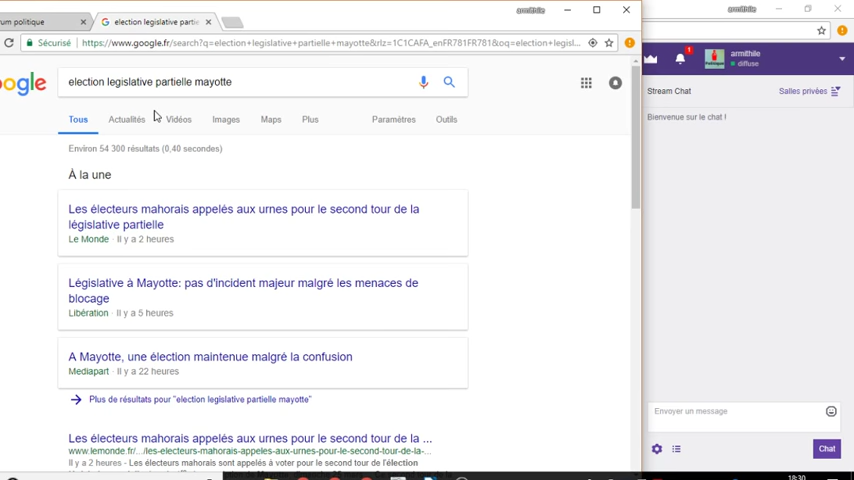 armithile
armithile
rum politique
election legislative partie
Sécurisé
https://www.google.fr/search?q=election+legislative+partielle+mayotte&rlz=1C1CAFA_enFR781FR781&oq=election+legisl...
1
armithile
diffuse
ogle
election legislative partielle mayotte
Stream Chat
Salles privées
Tous
Actualités
Vidéos
Images
Maps
Plus
Paramètres
Outils
Bienvenue sur le chat !
Environ 54 300 résultats (0,40 secondes)
À la une
Les électeurs mahorais appelés aux urnes pour le second tour de la
législative partielle
Le Monde · Il y a 2 heures
Législative à Mayotte: pas d'incident majeur malgré les menaces de
blocage
Libération · Il y a 5 heures
A Mayotte, une élection maintenue malgré la confusion
Mediapart · Il y a 22 heures
Plus de résultats pour "election legislative partielle mayotte"
Envoyer un message
Les électeurs mahorais appelés aux urnes pour le second tour de la ...
www.lemonde.fr/.../les-electeurs-mahorais-appeles-aux-urnes-pour-le-second-tour-de-la-...
Chat
Il y a 2 heures - Les électeurs mahorais sont appelés à voter pour le second tour de l'élection
18:30